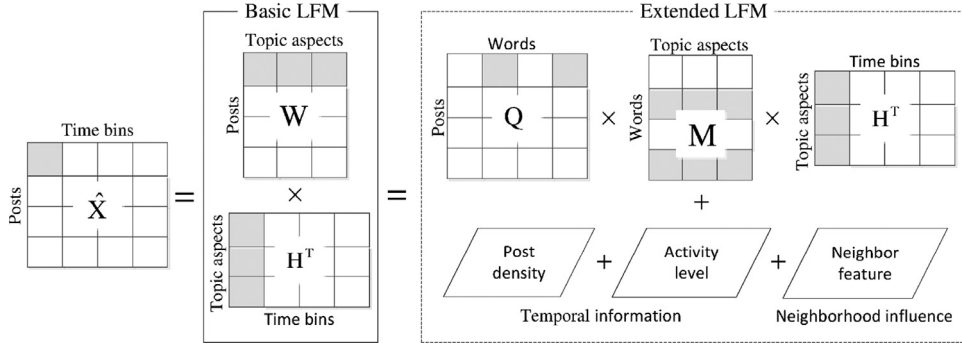 Time bins
Posts
X̂
=
Basic LFM
Topic aspects
Posts
W
×
Topic aspects
Hᵀ
Time bins
=
Extended LFM
Words
Posts
Q
×
Topic aspects
Words
M
×
Time bins
Topic aspects
Hᵀ
+
Post
density
+
Activity
level
+
Neighbor
feature
Temporal information
Neighborhood influence